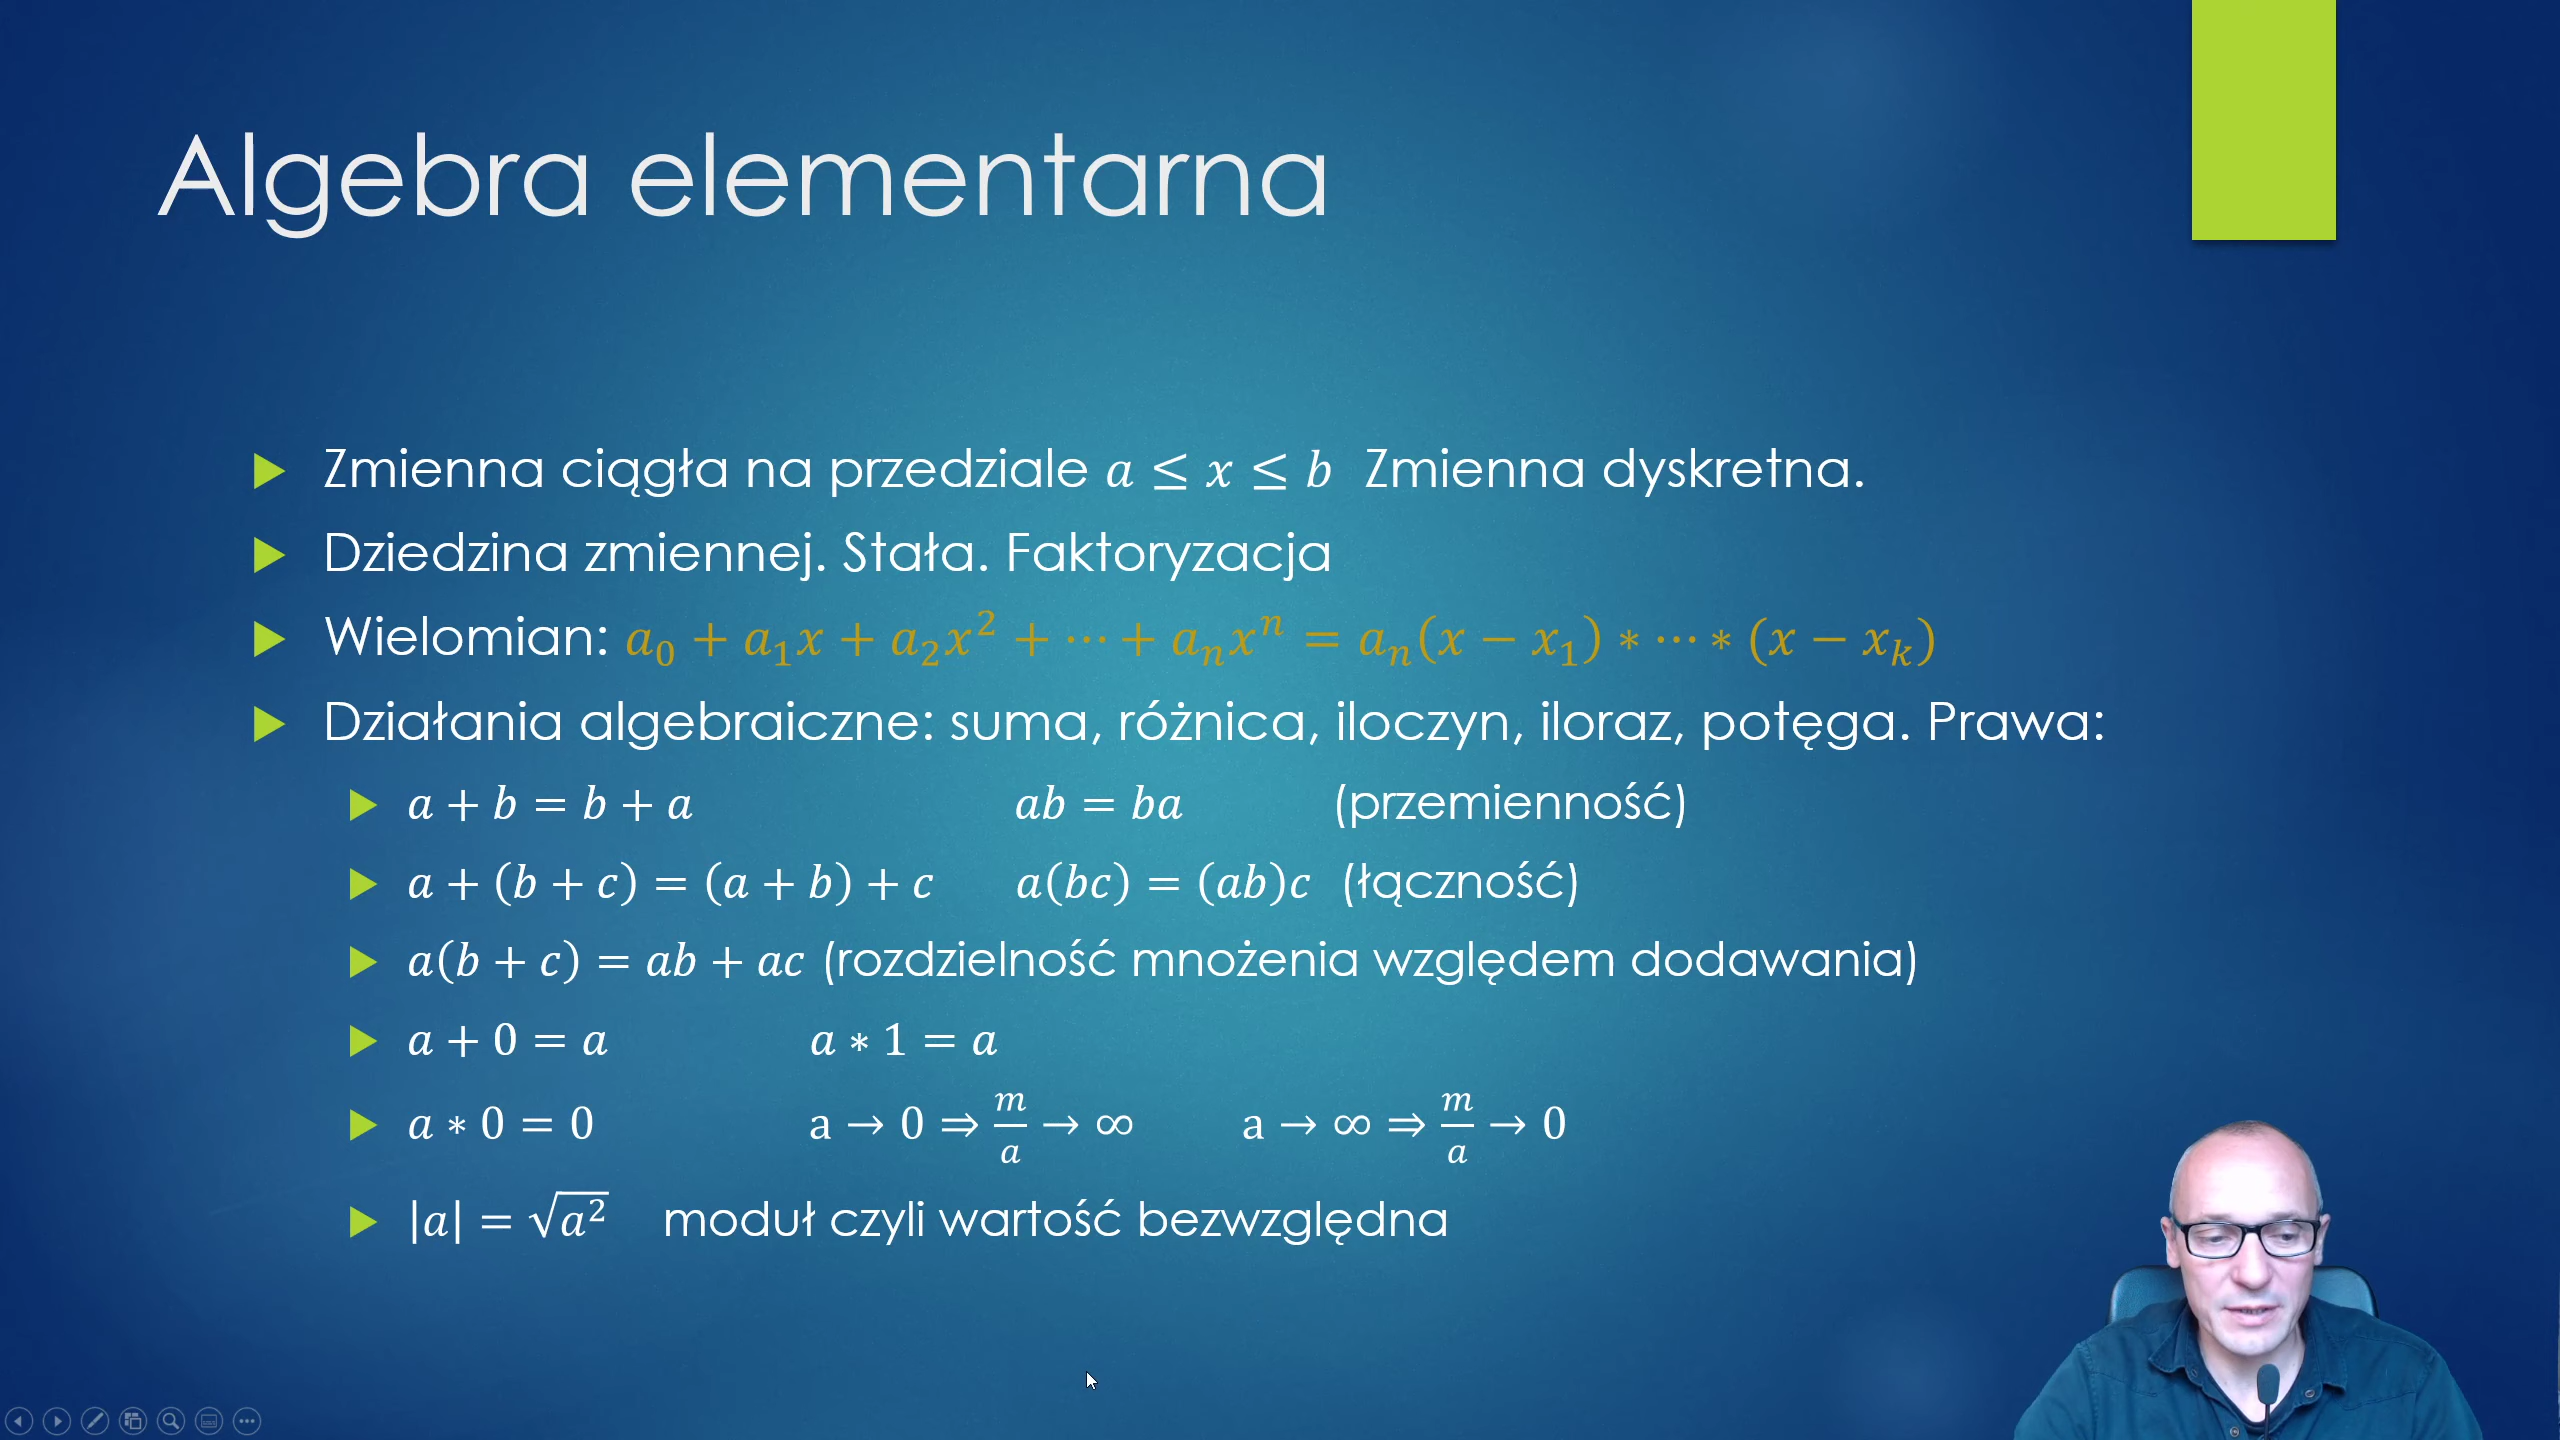 Algebra elementarna
Zmienna ciągła na przedziale a ≤ x ≤ b Zmienna dyskretna.
Dziedzina zmiennej. Stała. Faktoryzacja
Wielomian: a₀ + a₁x + a₂x² + ⋯ + aₙxⁿ = aₙ(x − x₁) ∗ ⋯ ∗ (x − xₖ)
Działania algebraiczne: suma, różnica, iloczyn, iloraz, potęga. Prawa:
a + b = b + a ab = ba (przemienność)
a + (b + c) = (a + b) + c a(bc) = (ab)c (łączność)
a(b + c) = ab + ac (rozdzielność mnożenia względem dodawania)
a + 0 = a a ∗ 1 = a
a ∗ 0 = 0 a → 0 ⇒ m/a → ∞ a → ∞ ⇒ m/a → 0
|a| = √a² moduł czyli wartość bezwzględna